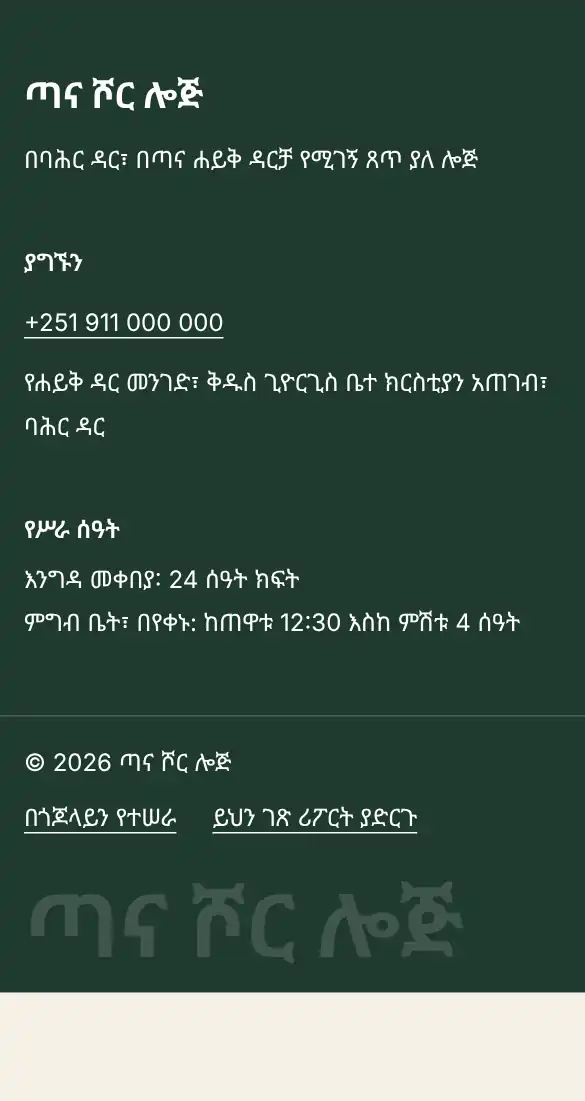 ጣና ሾር ሎጅ
በባሕር ዳር፣ በጣና ሐይቅ ዳርቻ የሚገኝ ጸጥ ያለ ሎጅ
ያግኙን
+251 911 000 000
የሐይቅ ዳር መንገድ፣ ቅዱስ ጊዮርጊስ ቤተ ክርስቲያን አጠገብ፣
ባሕር ዳር
የሥራ ሰዓት
እንግዳ መቀበያ: 24 ሰዓት ክፍት
ምግብ ቤት፣ በየቀኑ: ከጠዋቱ 12:30 እስከ ምሽቱ 4 ሰዓት
© 2026 ጣና ሾር ሎጅ
በጎጆላይን የተሠራ ይህን ገጽ ሪፖርት ያድርጉ
ጣና ሾር ሎጅ